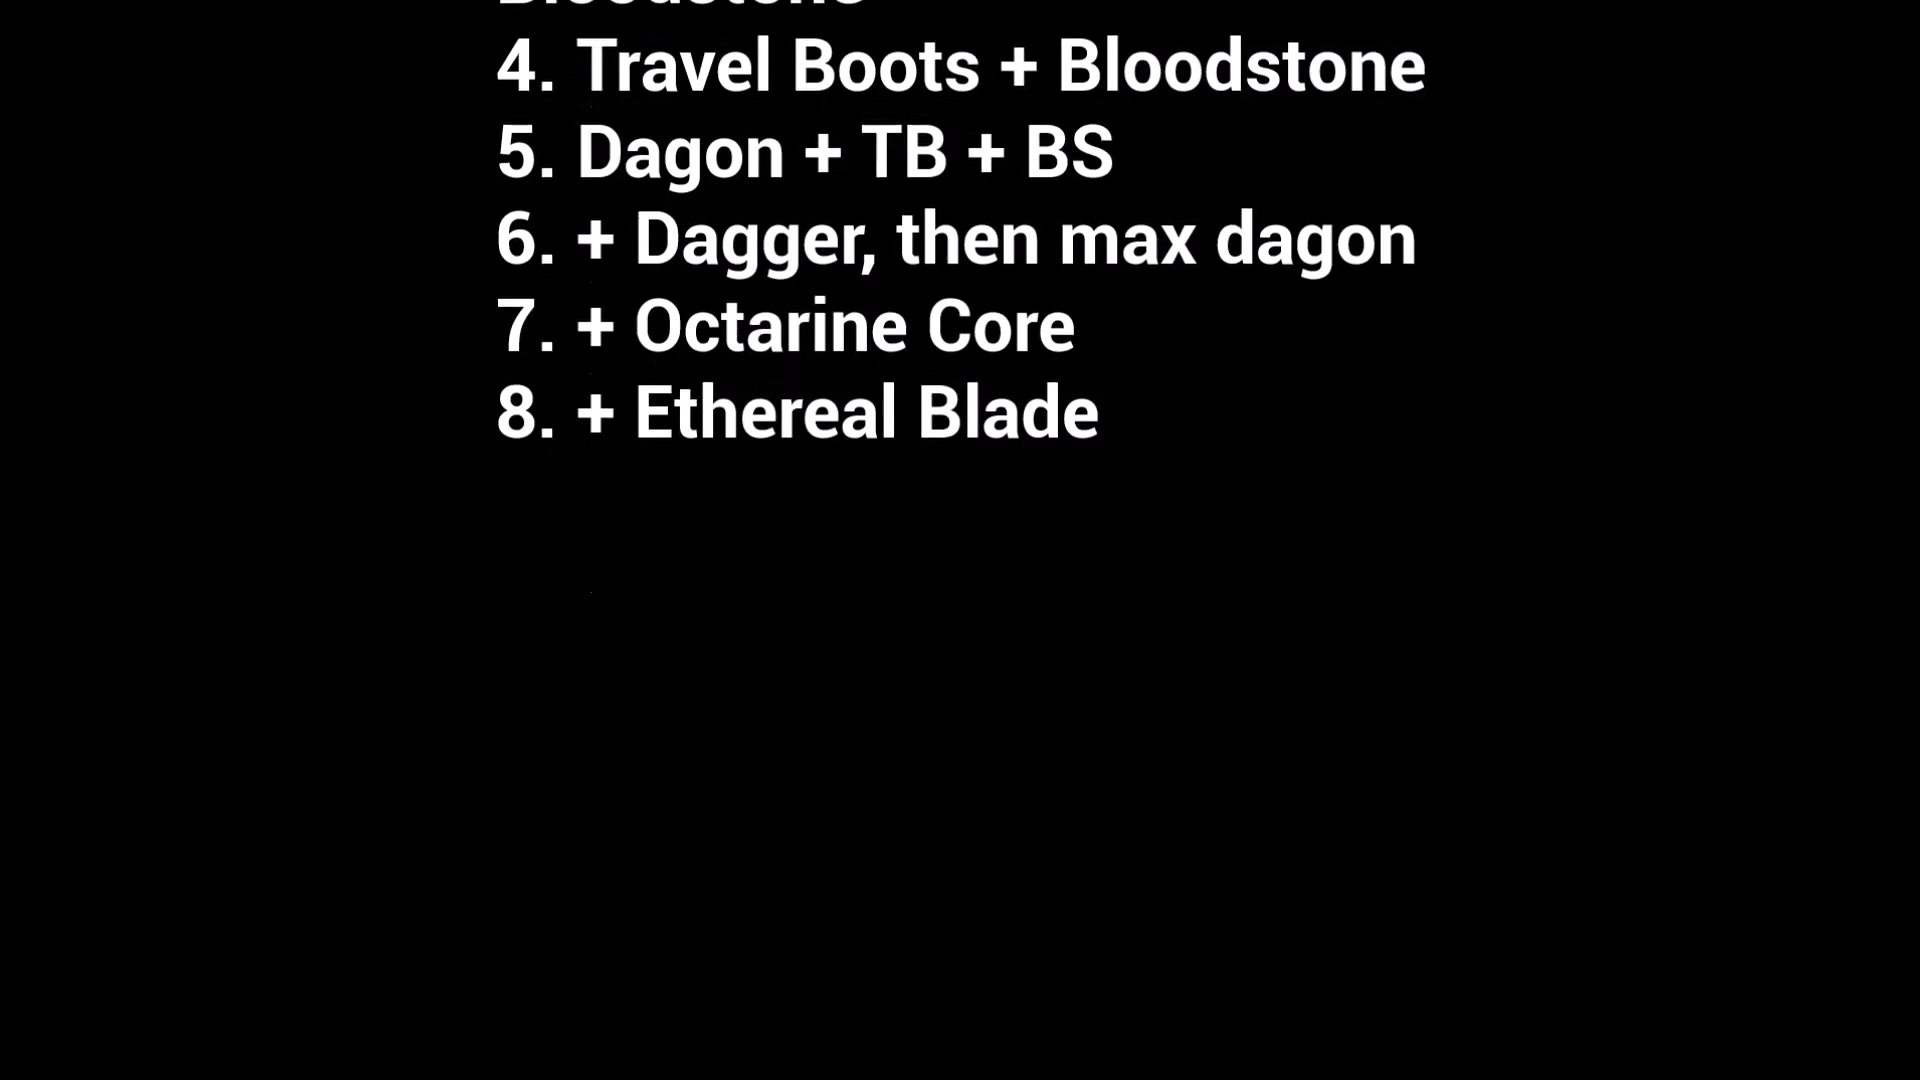 Bloodstone
4. Travel Boots + Bloodstone
5. Dagon + TB + BS
6. + Dagger, then max dagon
7. + Octarine Core
8. + Ethereal Blade